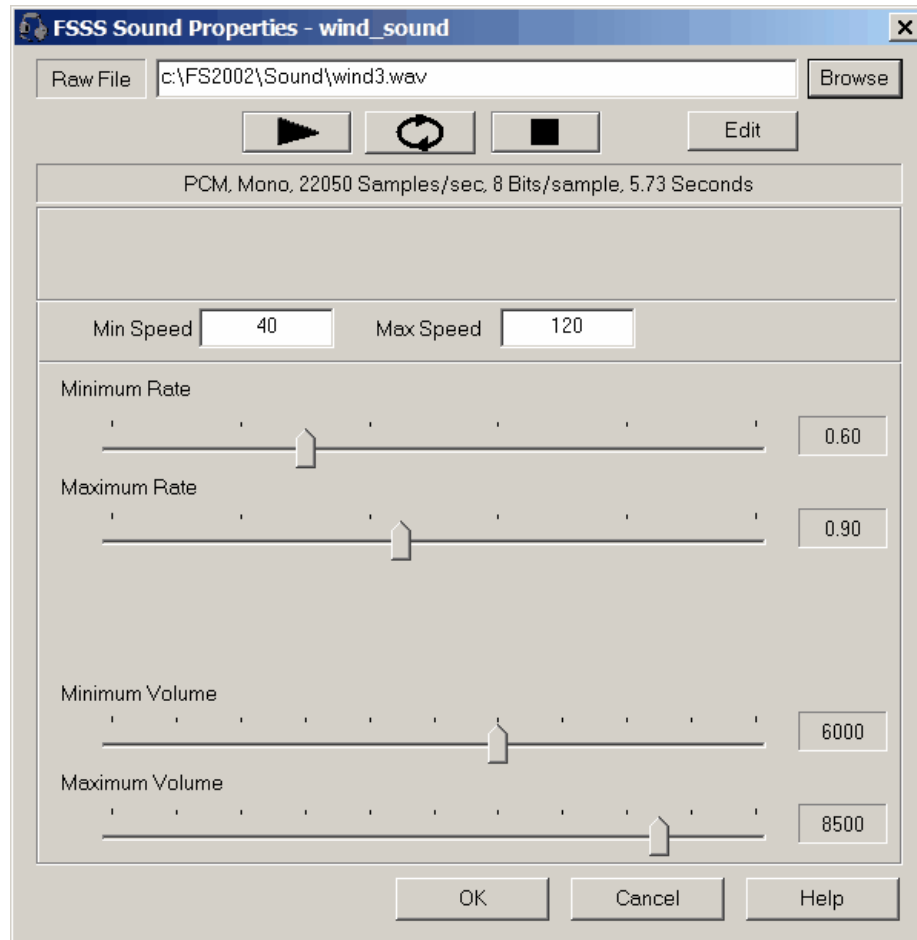 FSSS Sound Properties - wind_sound
Raw File c:\FS2002\Sound\wind3.wav Browse
Edit
PCM, Mono, 22050 Samples/sec, 8 Bits/sample, 5.73 Seconds
Min Speed 40 Max Speed 120
Minimum Rate
0.60
Maximum Rate
0.90
Minimum Volume
6000
Maximum Volume
8500
OK Cancel Help